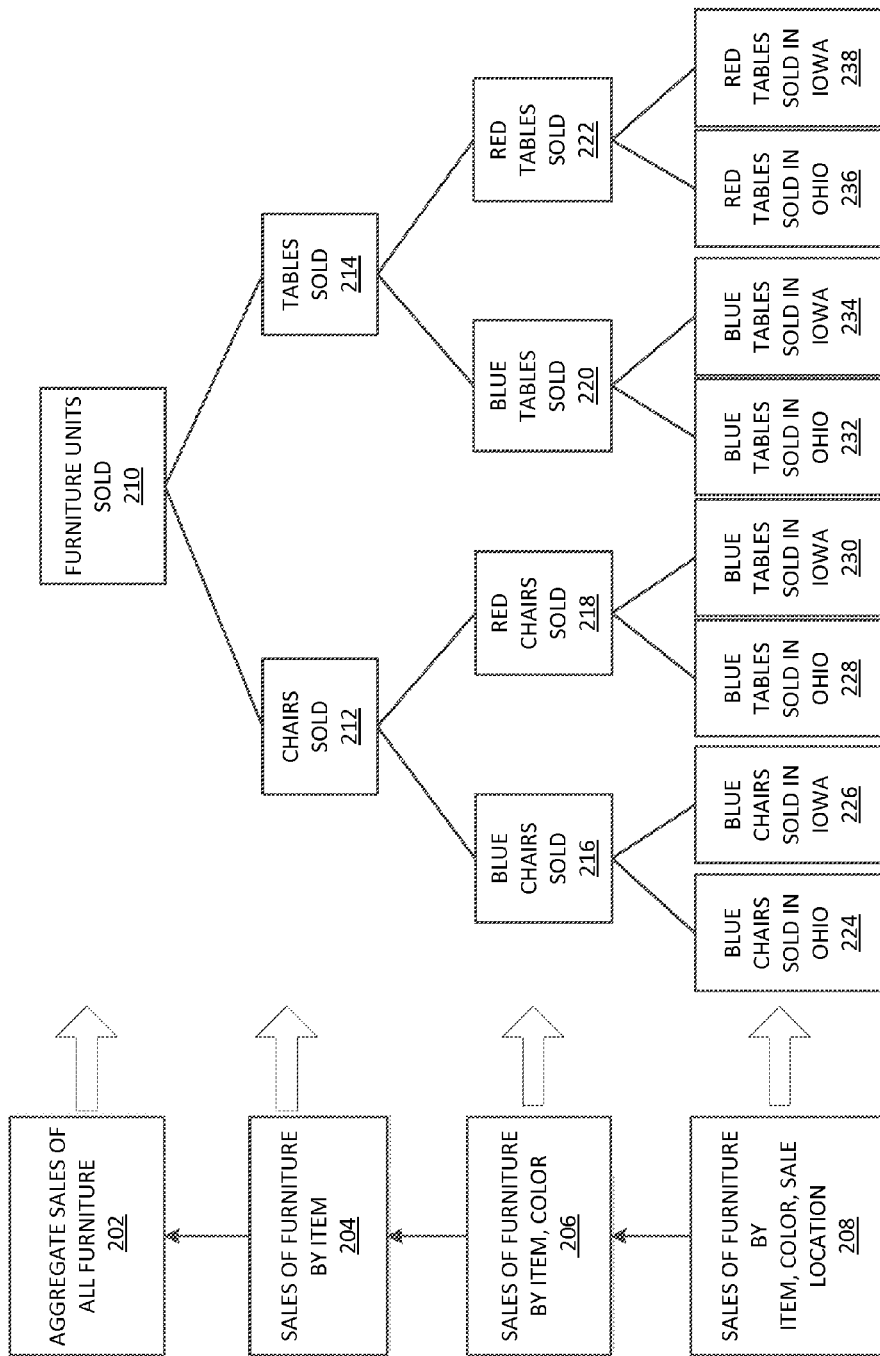 AGGREGATE SALES OF
ALL FURNITURE
202
SALES OF FURNITURE
BY ITEM
204
SALES OF FURNITURE
BY ITEM, COLOR
206
SALES OF FURNITURE
BY
ITEM, COLOR, SALE
LOCATION
208
FURNITURE UNITS
SOLD
210
CHAIRS
SOLD
212
TABLES
SOLD
214
BLUE
CHAIRS
SOLD
216
RED
CHAIRS
SOLD
218
BLUE
TABLES
SOLD
220
RED
TABLES
SOLD
222
BLUE
CHAIRS
SOLD IN
OHIO
224
BLUE
CHAIRS
SOLD IN
IOWA
226
BLUE
TABLES
SOLD IN
OHIO
228
BLUE
TABLES
SOLD IN
IOWA
230
BLUE
TABLES
SOLD IN
OHIO
232
BLUE
TABLES
SOLD IN
IOWA
234
RED
TABLES
SOLD IN
OHIO
236
RED
TABLES
SOLD IN
IOWA
238